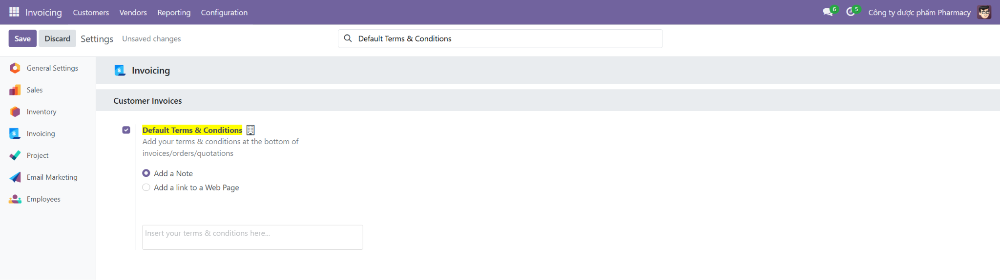 Invoicing Customers Vendors Reporting Configuration 6 5 Công ty dược phẩm Pharmacy
Save Discard Settings Unsaved changes Default Terms & Conditions
General Settings
Sales
Inventory
Invoicing
Project
Email Marketing
Employees
Invoicing
Customer Invoices
Default Terms & Conditions
Add your terms & conditions at the bottom of
invoices/orders/quotations
Add a Note
Add a link to a Web Page
Insert your terms & conditions here...